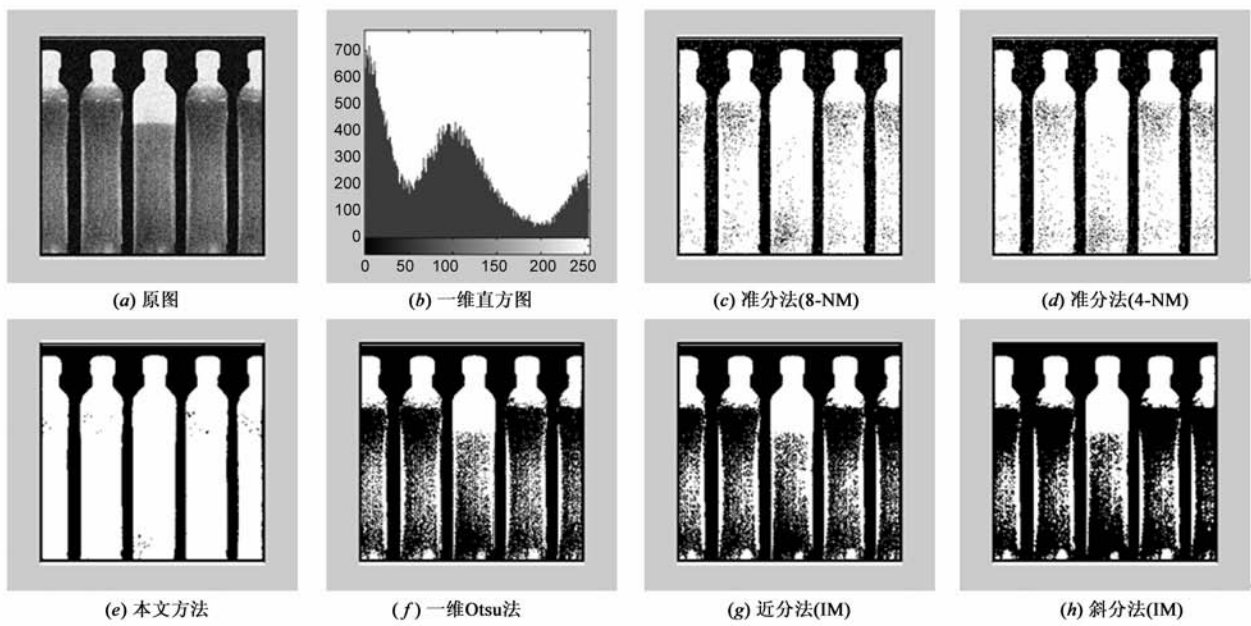 700
600
500
400
300
200
100
0
0 50 100 150 200 250
(a) 原图
(b) 一维直方图
(c) 准分法(8-NM)
(d) 准分法(4-NM)
(e) 本文方法
(f) 一维Otsu法
(g) 近分法(IM)
(h) 斜分法(IM)